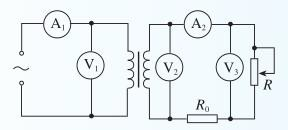 A₁
A₂
V₁
V₂
V₃
R
R₀
~